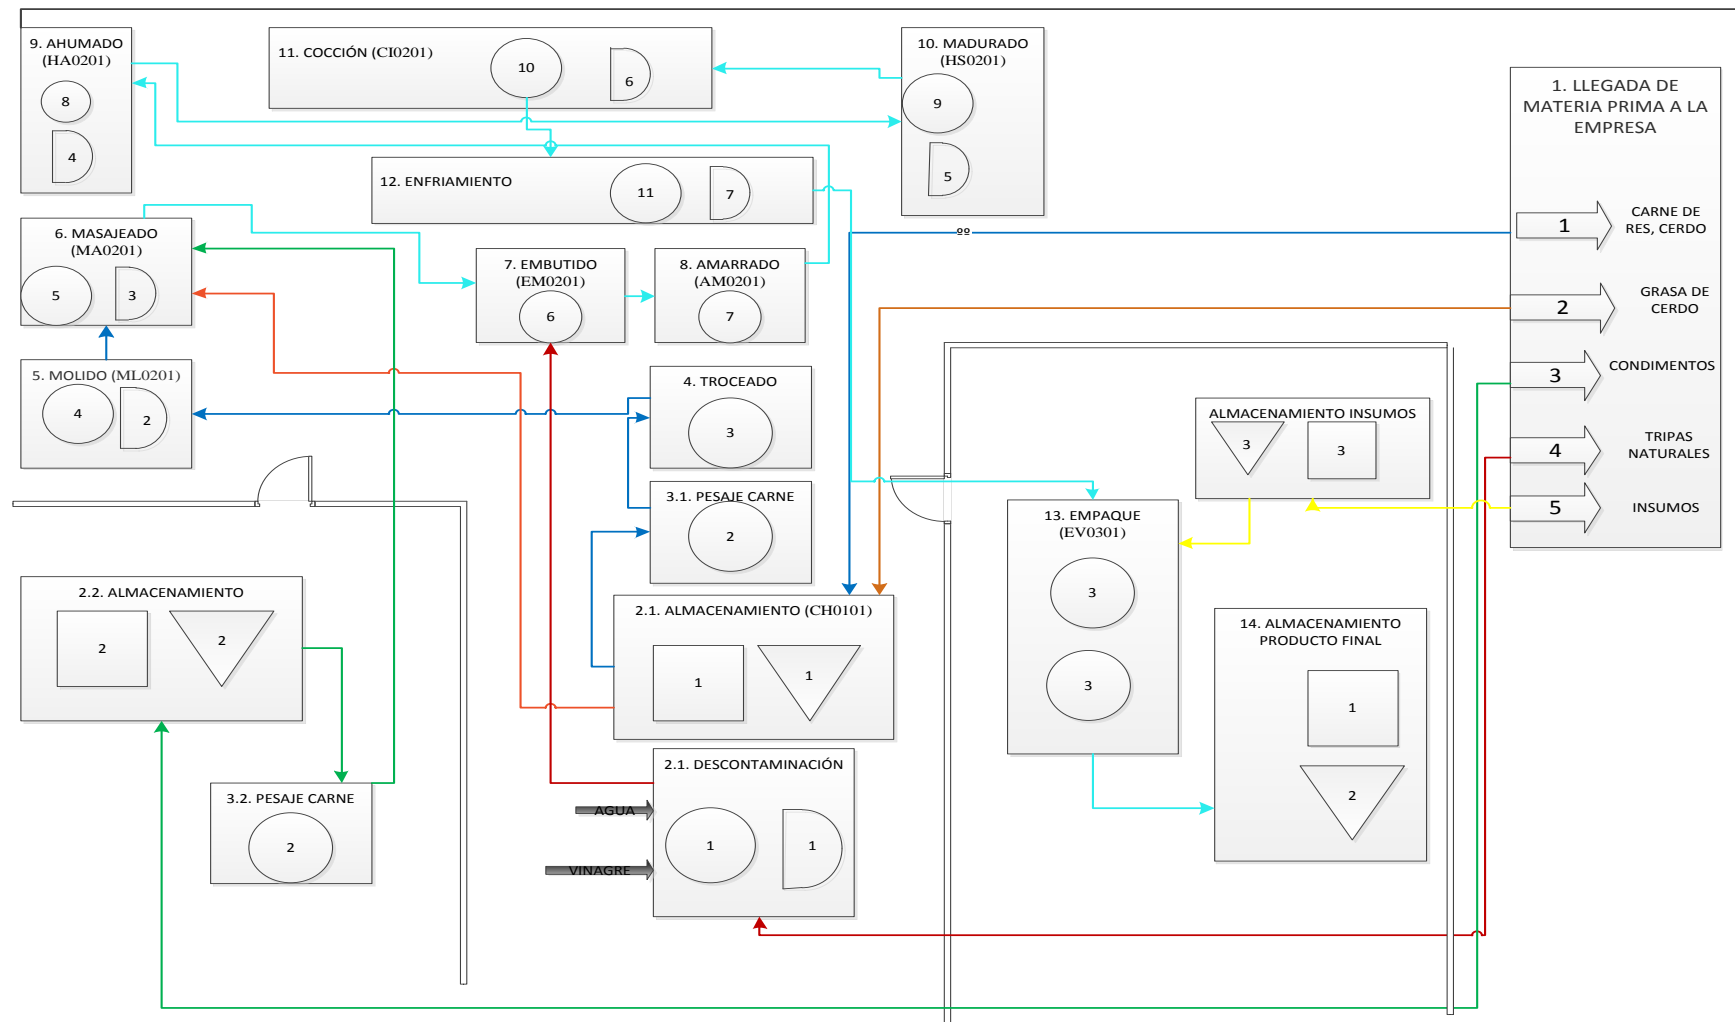 9. AHUMADO
(HA0201)
8
4
11. COCCIÓN (CI0201)
10
6
10. MADURADO
(HS0201)
9
5
1. LLEGADA DE
MATERIA PRIMA A LA
EMPRESA
1
CARNE DE
RES, CERDO
2
GRASA DE
CERDO
3
CONDIMENTOS
4
TRIPAS
NATURALES
5
INSUMOS
12. ENFRIAMIENTO
11
7
6. MASAJEADO
(MA0201)
5
3
7. EMBUTIDO
(EM0201)
6
8. AMARRADO
(AM0201)
7
5. MOLIDO (ML0201)
4
2
4. TROCEADO
3
3.1. PESAJE CARNE
2
ALMACENAMIENTO INSUMOS
3
3
13. EMPAQUE
(EV0301)
3
3
2.2. ALMACENAMIENTO
2
2
2.1. ALMACENAMIENTO (CH0101)
1
1
14. ALMACENAMIENTO
PRODUCTO FINAL
1
2
3.2. PESAJE CARNE
2
2.1. DESCONTAMINACIÓN
AGUA
VINAGRE
1
1